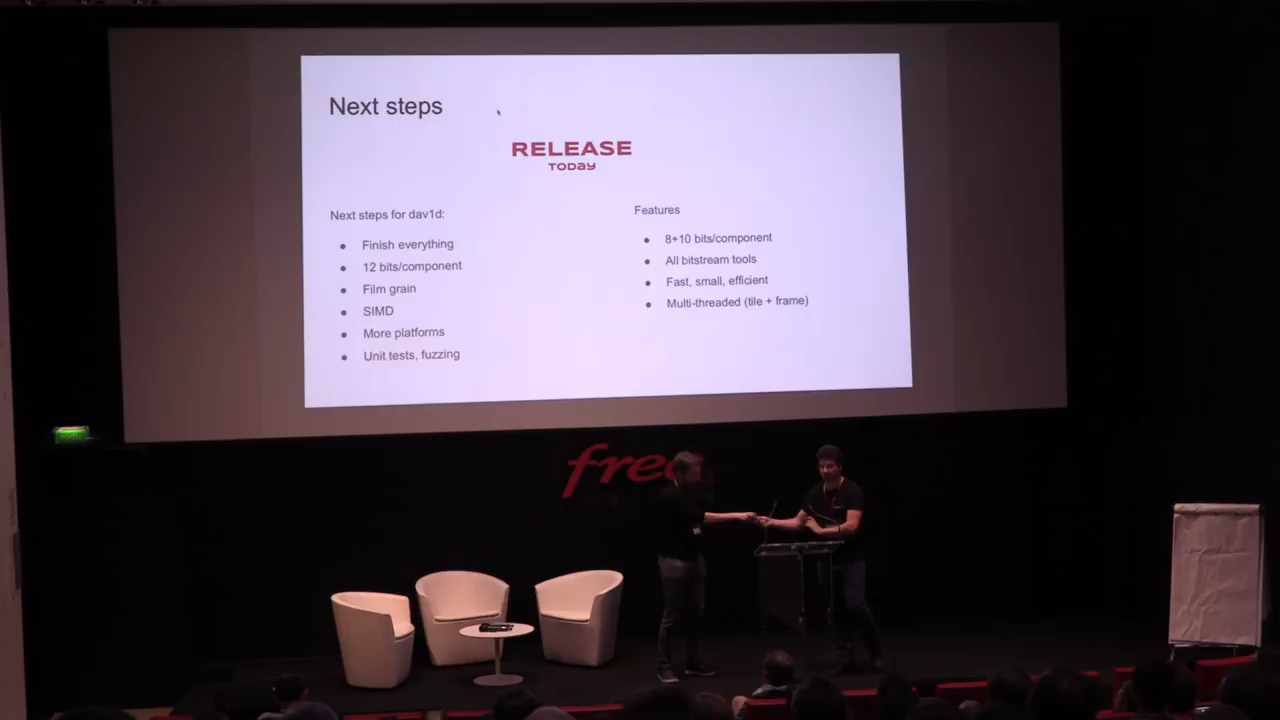 Next steps
RELEASE
TODAY
Next steps for dav1d:
● Finish everything
● 12 bits/component
● Film grain
● SIMD
● More platforms
● Unit tests, fuzzing
Features
● 8+10 bits/component
● All bitstream tools
● Fast, small, efficient
● Multi-threaded (tile + frame)
free